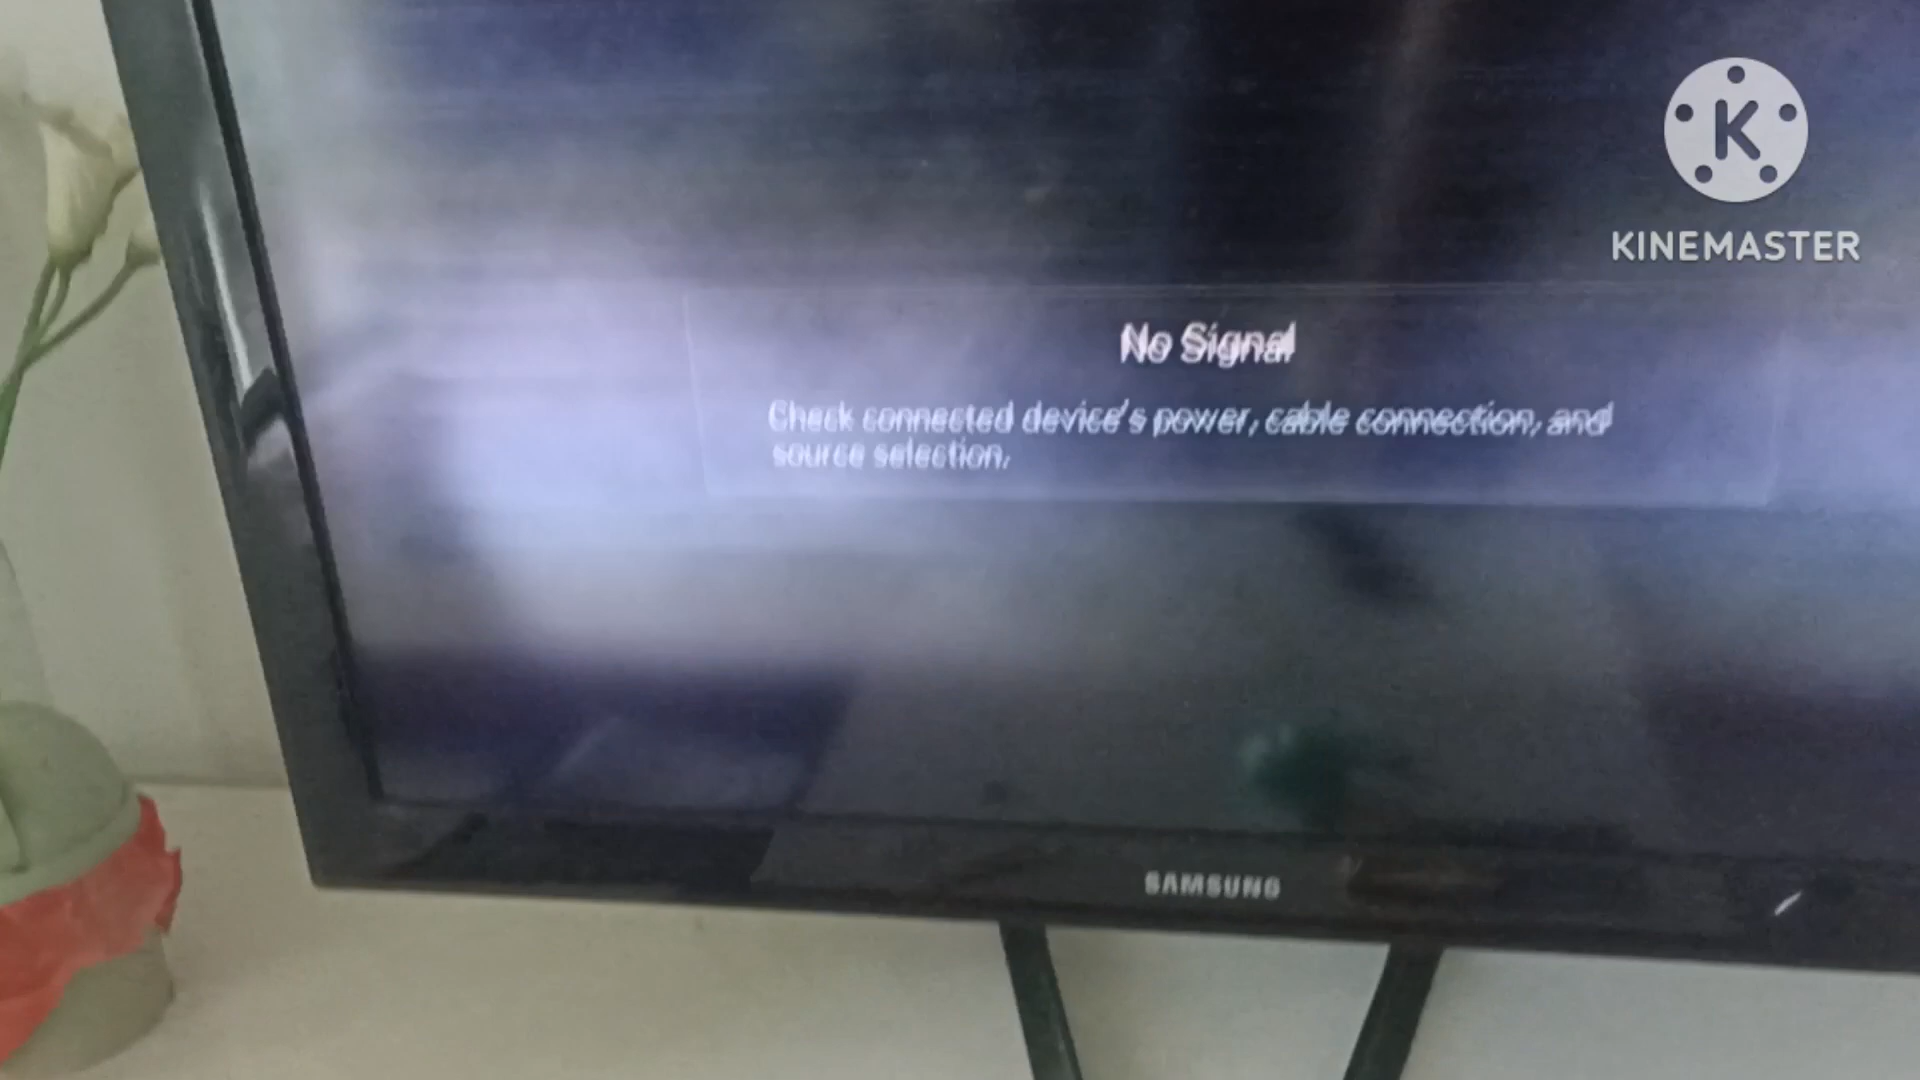 K
KINEMASTER
No Signal
Check connected device's power, cable connection, and
source selection.
SAMSUNG